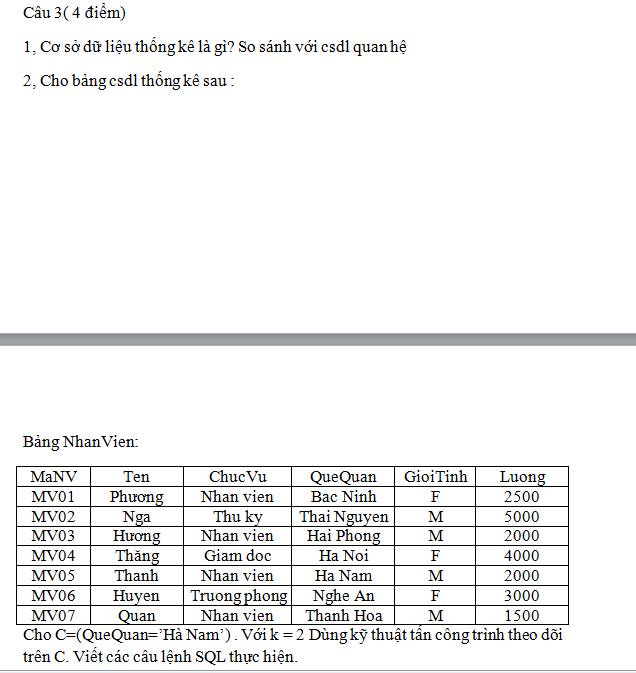 Câu 3( 4 điểm)
1, Cơ sở dữ liệu thống kê là gì? So sánh với csdl quan hệ
2, Cho bảng csdl thống kê sau :
Bảng NhanVien:
MaNV Ten ChucVu QueQuan GioiTinh Luong
MV01 Phương Nhan vien Bac Ninh F 2500
MV02 Nga Thu ky Thai Nguyen M 5000
MV03 Hương Nhan vien Hai Phong M 2000
MV04 Thăng Giam doc Ha Noi F 4000
MV05 Thanh Nhan vien Ha Nam M 2000
MV06 Huyen Truong phong Nghe An F 3000
MV07 Quan Nhan vien Thanh Hoa M 1500
Cho C=(QueQuan=’Hà Nam’) . Với k = 2 Dùng kỹ thuật tấn công trình theo dõi
trên C. Viết các câu lệnh SQL thực hiện.